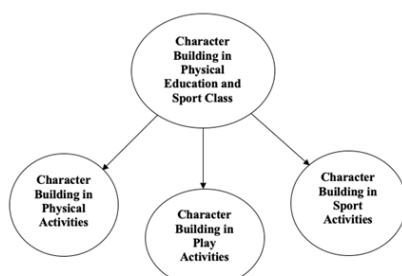 Character
Building in
Physical
Education and
Sport Class
Character
Building in
Physical
Activities
Character
Building in
Play
Activities
Character
Building in
Sport
Activities